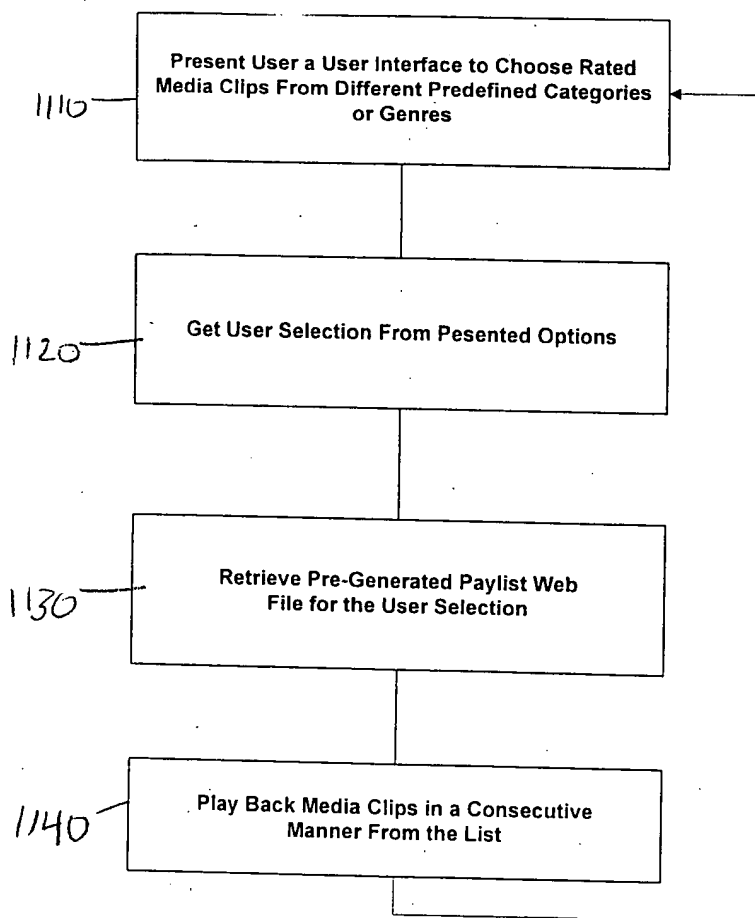 Present User a User Interface to Choose Rated
Media Clips From Different Predefined Categories
or Genres
1110
Get User Selection From Pesented Options
1120
Retrieve Pre-Generated Paylist Web
File for the User Selection
1130
Play Back Media Clips in a Consecutive
Manner From the List
1140